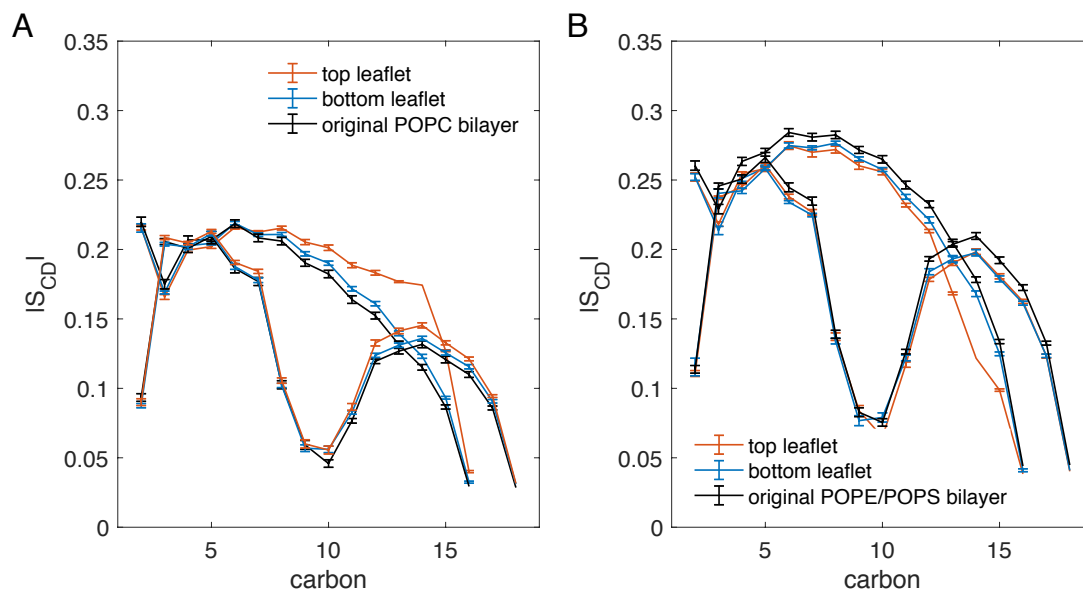 A
0.35
0.3
0.25
0.2
0.15
0.1
0.05
0
|S_CD|
top leaflet
bottom leaflet
original POPC bilayer
5
10
15
carbon
B
0.35
0.3
0.25
0.2
0.15
0.1
0.05
0
|S_CD|
top leaflet
bottom leaflet
original POPE/POPS bilayer
5
10
15
carbon